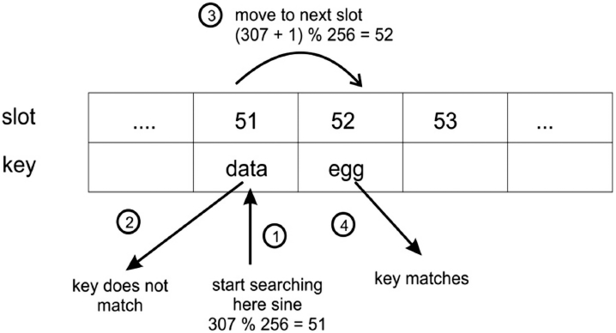 3 move to next slot
(307 + 1) % 256 = 52
slot .... 51 52 53 ...
key data egg
2 1 4
key does not
match
start searching
here sine
307 % 256 = 51
key matches